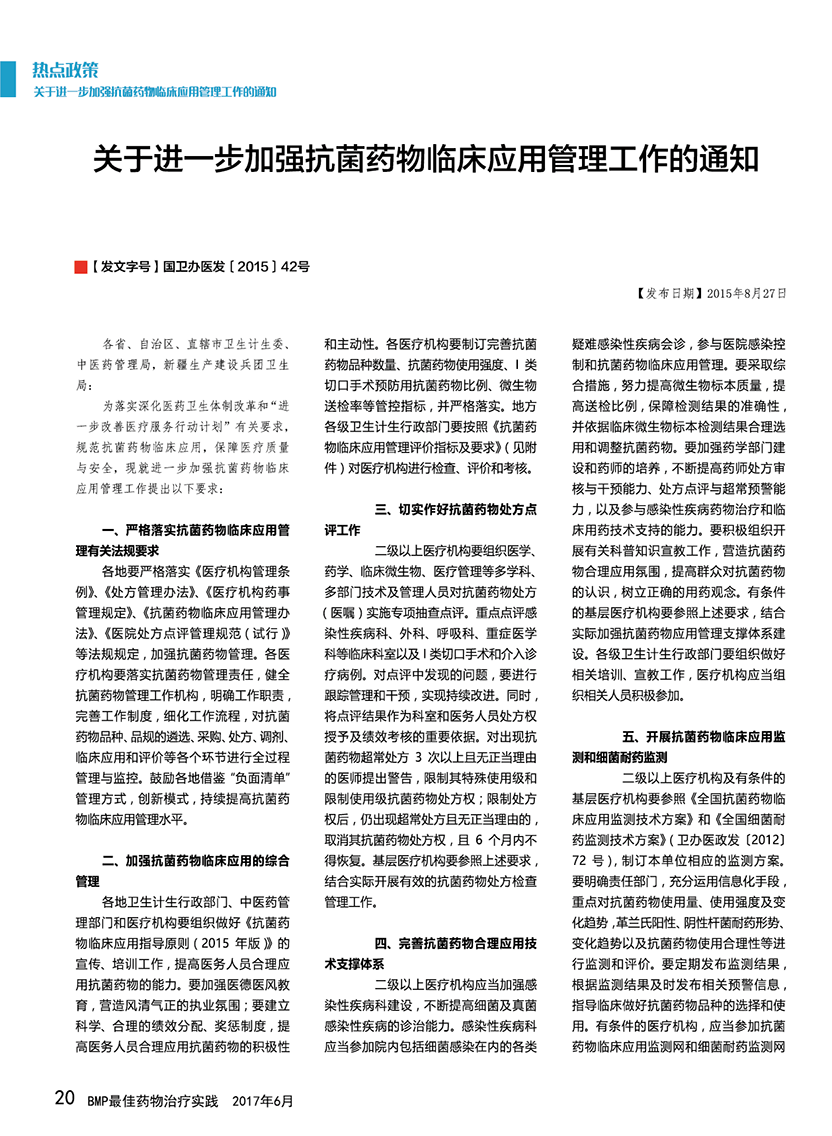 热点政策
关于进一步加强抗菌药物临床应用管理工作的通知
关于进一步加强抗菌药物临床应用管理工作的通知
【发文字号】国卫办医发〔2015〕42号
【发布日期】2015年8月27日
各省、自治区、直辖市卫生计生委、
中医药管理局，新疆生产建设兵团卫生
局：
为落实深化医药卫生体制改革和“进
一步改善医疗服务行动计划”有关要求，
规范抗菌药物临床应用，保障医疗质量
与安全，现就进一步加强抗菌药物临床
应用管理工作提出以下要求：
一、严格落实抗菌药物临床应用管
理有关法规要求
各地要严格落实《医疗机构管理条
例》、《处方管理办法》、《医疗机构药事
管理规定》、《抗菌药物临床应用管理办
法》、《医院处方点评管理规范（试行）》
等法规规定，加强抗菌药物管理。各医
疗机构要落实抗菌药物管理责任，健全
抗菌药物管理工作机构，明确工作职责，
完善工作制度，细化工作流程，对抗菌
药物品种、品规的遴选、采购、处方、调剂、
临床应用和评价等各个环节进行全过程
管理与监控。鼓励各地借鉴“负面清单”
管理方式，创新模式，持续提高抗菌药
物临床应用管理水平。
二、加强抗菌药物临床应用的综合
管理
各地卫生计生行政部门、中医药管
理部门和医疗机构要组织做好《抗菌药
物临床应用指导原则（2015 年版）》的
宣传、培训工作，提高医务人员合理应
用抗菌药物的能力。要加强医德医风教
育，营造风清气正的执业氛围；要建立
科学、合理的绩效分配、奖惩制度，提
高医务人员合理应用抗菌药物的积极性
和主动性。各医疗机构要制订完善抗菌
药物品种数量、抗菌药物使用强度、I 类
切口手术预防用抗菌药物比例、微生物
送检率等管控指标，并严格落实。地方
各级卫生计生行政部门要按照《抗菌药
物临床应用管理评价指标及要求》（见附
件）对医疗机构进行检查、评价和考核。
三、切实作好抗菌药物处方点
评工作
二级以上医疗机构要组织医学、
药学、临床微生物、医疗管理等多学科、
多部门技术及管理人员对抗菌药物处方
（医嘱）实施专项抽查点评。重点点评感
染性疾病科、外科、呼吸科、重症医学
科等临床科室以及 I 类切口手术和介入诊
疗病例。对点评中发现的问题，要进行
跟踪管理和干预，实现持续改进。同时，
将点评结果作为科室和医务人员处方权
授予及绩效考核的重要依据。对出现抗
菌药物超常处方 3 次以上且无正当理由
的医师提出警告，限制其特殊使用级和
限制使用级抗菌药物处方权；限制处方
权后，仍出现超常处方且无正当理由的，
取消其抗菌药物处方权，且 6 个月内不
得恢复。基层医疗机构要参照上述要求，
结合实际开展有效的抗菌药物处方检查
管理工作。
四、完善抗菌药物合理应用技
术支撑体系
二级以上医疗机构应当加强感
染性疾病科建设，不断提高细菌及真菌
感染性疾病的诊治能力。感染性疾病科
应当参加院内包括细菌感染在内的各类
疑难感染性疾病会诊，参与医院感染控
制和抗菌药物临床应用管理。要采取综
合措施，努力提高微生物标本质量，提
高送检比例，保障检测结果的准确性，
并依据临床微生物标本检测结果合理选
用和调整抗菌药物。要加强药学部门建
设和药师的培养，不断提高药师处方审
核与干预能力、处方点评与超常预警能
力，以及参与感染性疾病药物治疗和临
床用药技术支持的能力。要积极组织开
展有关科普知识宣教工作，营造抗菌药
物合理应用氛围，提高群众对抗菌药物
的认识，树立正确的用药观念。有条件
的基层医疗机构要参照上述要求，结合
实际加强抗菌药物应用管理支撑体系建
设。各级卫生计生行政部门要组织做好
相关培训、宣教工作，医疗机构应当组
织相关人员积极参加。
五、开展抗菌药物临床应用监
测和细菌耐药监测
二级以上医疗机构及有条件的
基层医疗机构要参照《全国抗菌药物临
床应用监测技术方案》和《全国细菌耐
药监测技术方案》（卫办医政发〔2012〕
72 号），制订本单位相应的监测方案。
要明确责任部门，充分运用信息化手段，
重点对抗菌药物使用量、使用强度及变
化趋势，革兰氏阳性、阴性杆菌耐药形势、
变化趋势以及抗菌药物使用合理性等进
行监测和评价。要定期发布监测结果，
根据监测结果及时发布相关预警信息，
指导临床做好抗菌药物品种的选择和使
用。有条件的医疗机构，应当参加抗菌
药物临床应用监测网和细菌耐药监测网
20 BMP最佳药物治疗实践 2017年6月